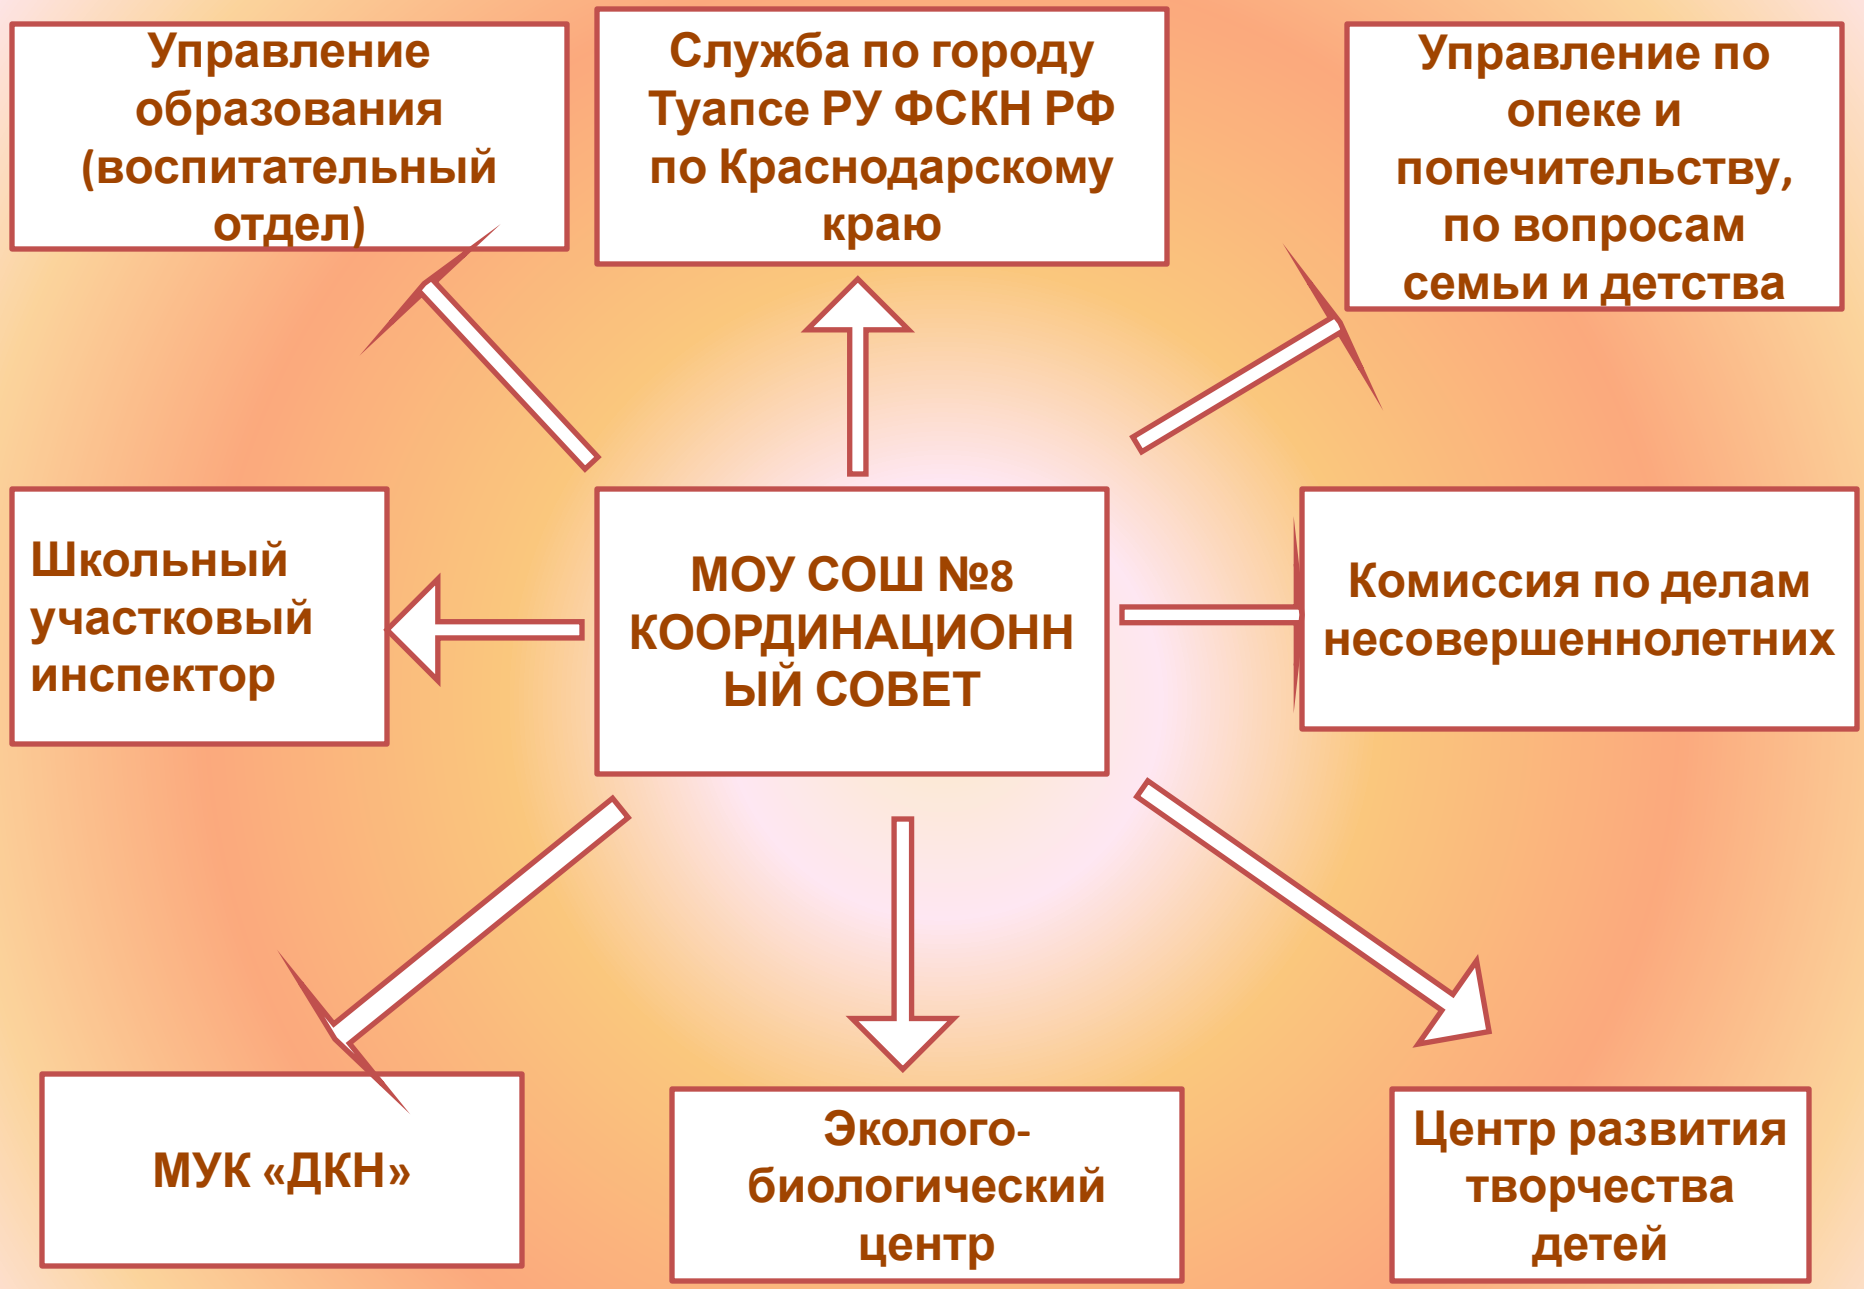 Управление
образования
(воспитательный
отдел)
Служба по городу
Туапсе РУ ФСКН РФ
по Краснодарскому
краю
Управление по
опеке и
попечительству,
по вопросам
семьи и детства
Школьный
участковый
инспектор
МОУ СОШ №8
КООРДИНАЦИОНН
ЫЙ СОВЕТ
Комиссия по делам
несовершеннолетних
МУК «ДКН»
Эколого-
биологический
центр
Центр развития
творчества
детей